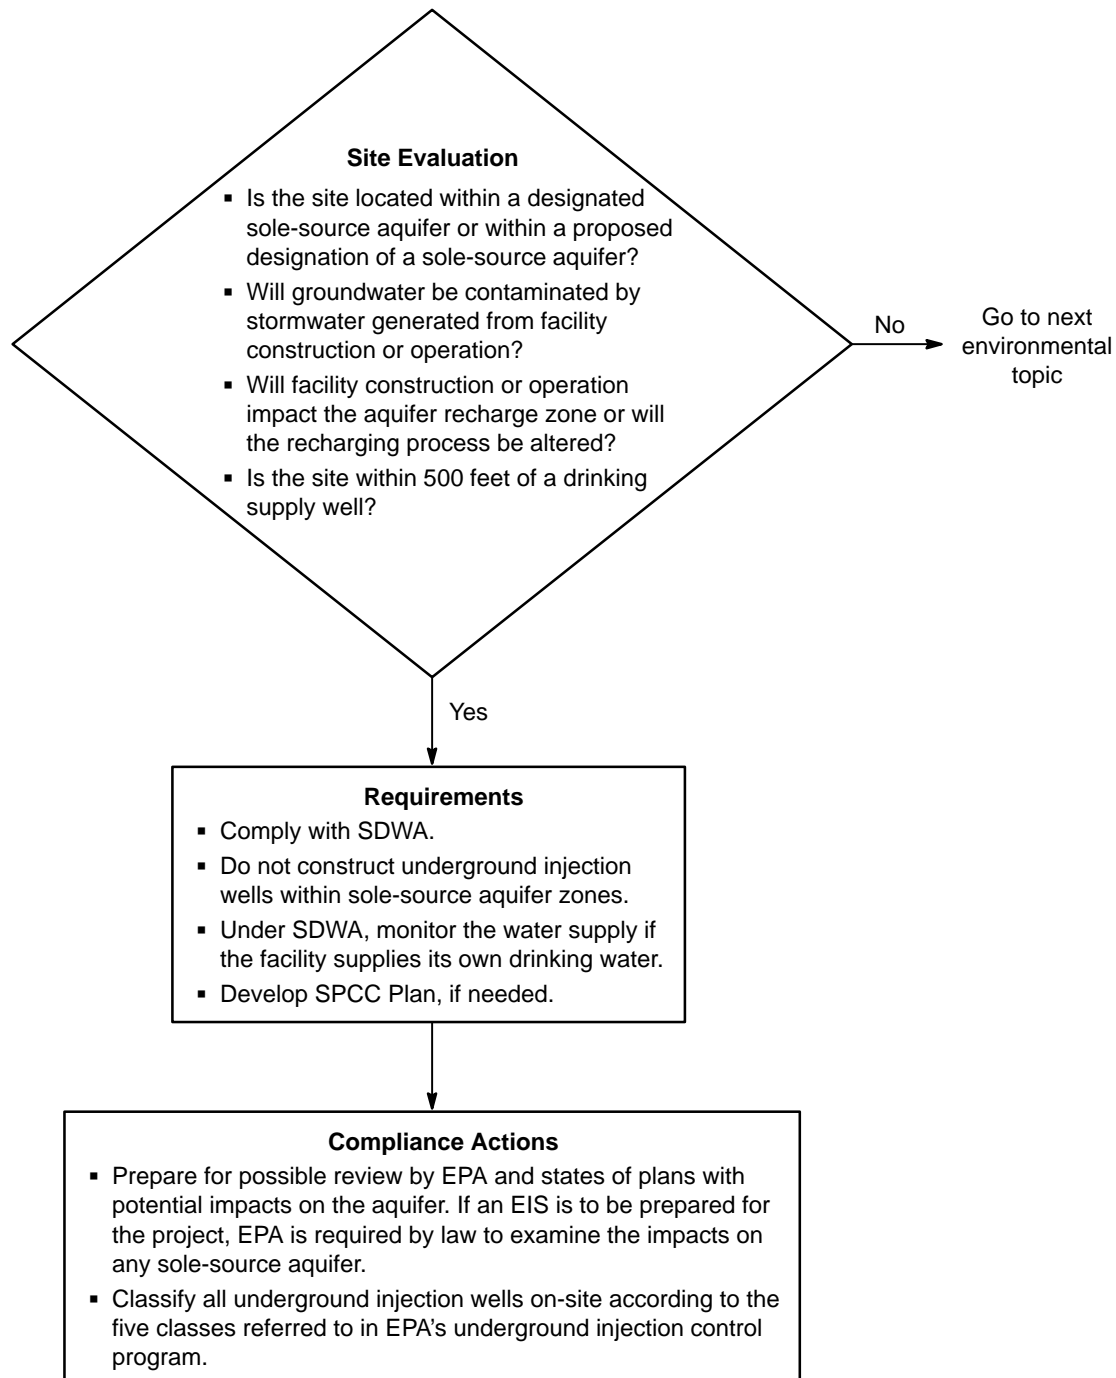 Site Evaluation
▪ Is the site located within a designated
sole-source aquifer or within a proposed
designation of a sole-source aquifer?
▪ Will groundwater be contaminated by
stormwater generated from facility
construction or operation?
▪ Will facility construction or operation
impact the aquifer recharge zone or will
the recharging process be altered?
▪ Is the site within 500 feet of a drinking
supply well?
No
Go to next
environmental
topic
Yes
Requirements
▪ Comply with SDWA.
▪ Do not construct underground injection
wells within sole-source aquifer zones.
▪ Under SDWA, monitor the water supply if
the facility supplies its own drinking water.
▪ Develop SPCC Plan, if needed.
Compliance Actions
▪ Prepare for possible review by EPA and states of plans with
potential impacts on the aquifer. If an EIS is to be prepared for
the project, EPA is required by law to examine the impacts on
any sole-source aquifer.
▪ Classify all underground injection wells on-site according to the
five classes referred to in EPA’s underground injection control
program.